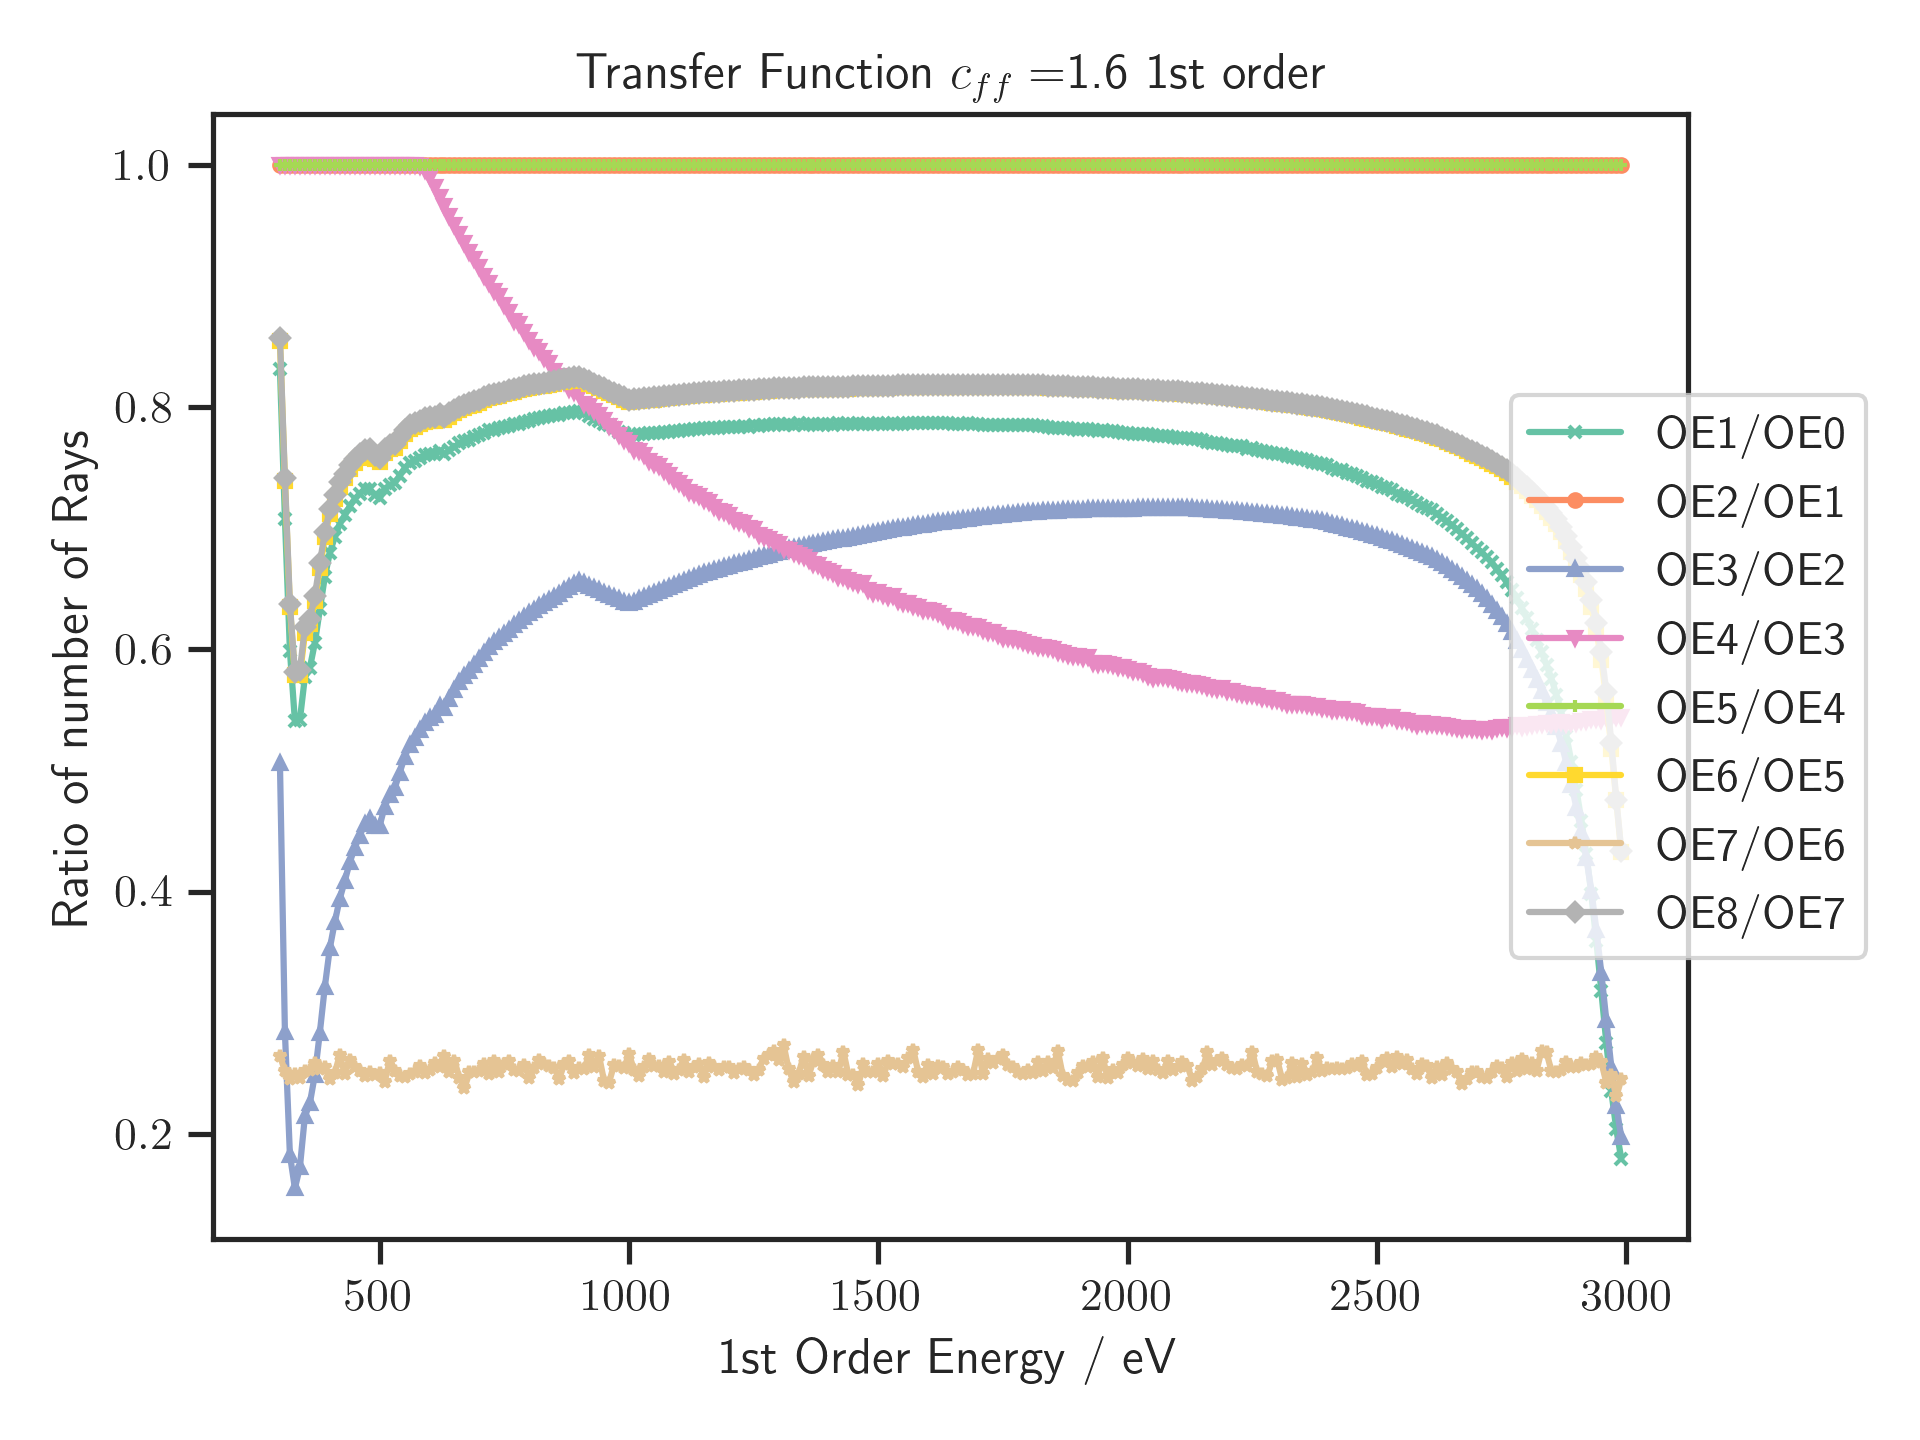 Transfer Function c_ff =1.6 1st order
Ratio of number of Rays
1.0
0.8
0.6
0.4
0.2
500 1000 1500 2000 2500 3000
1st Order Energy / eV
OE1/OE0
OE2/OE1
OE3/OE2
OE4/OE3
OE5/OE4
OE6/OE5
OE7/OE6
OE8/OE7